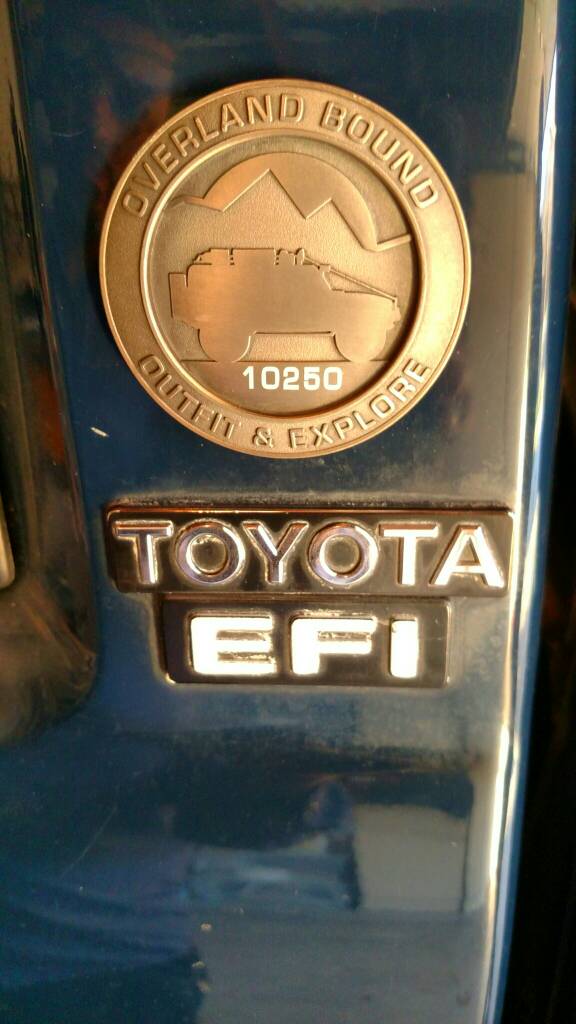 OVERLAND BOUND
10250
OUTFIT & EXPLORE
TOYOTA
EFI